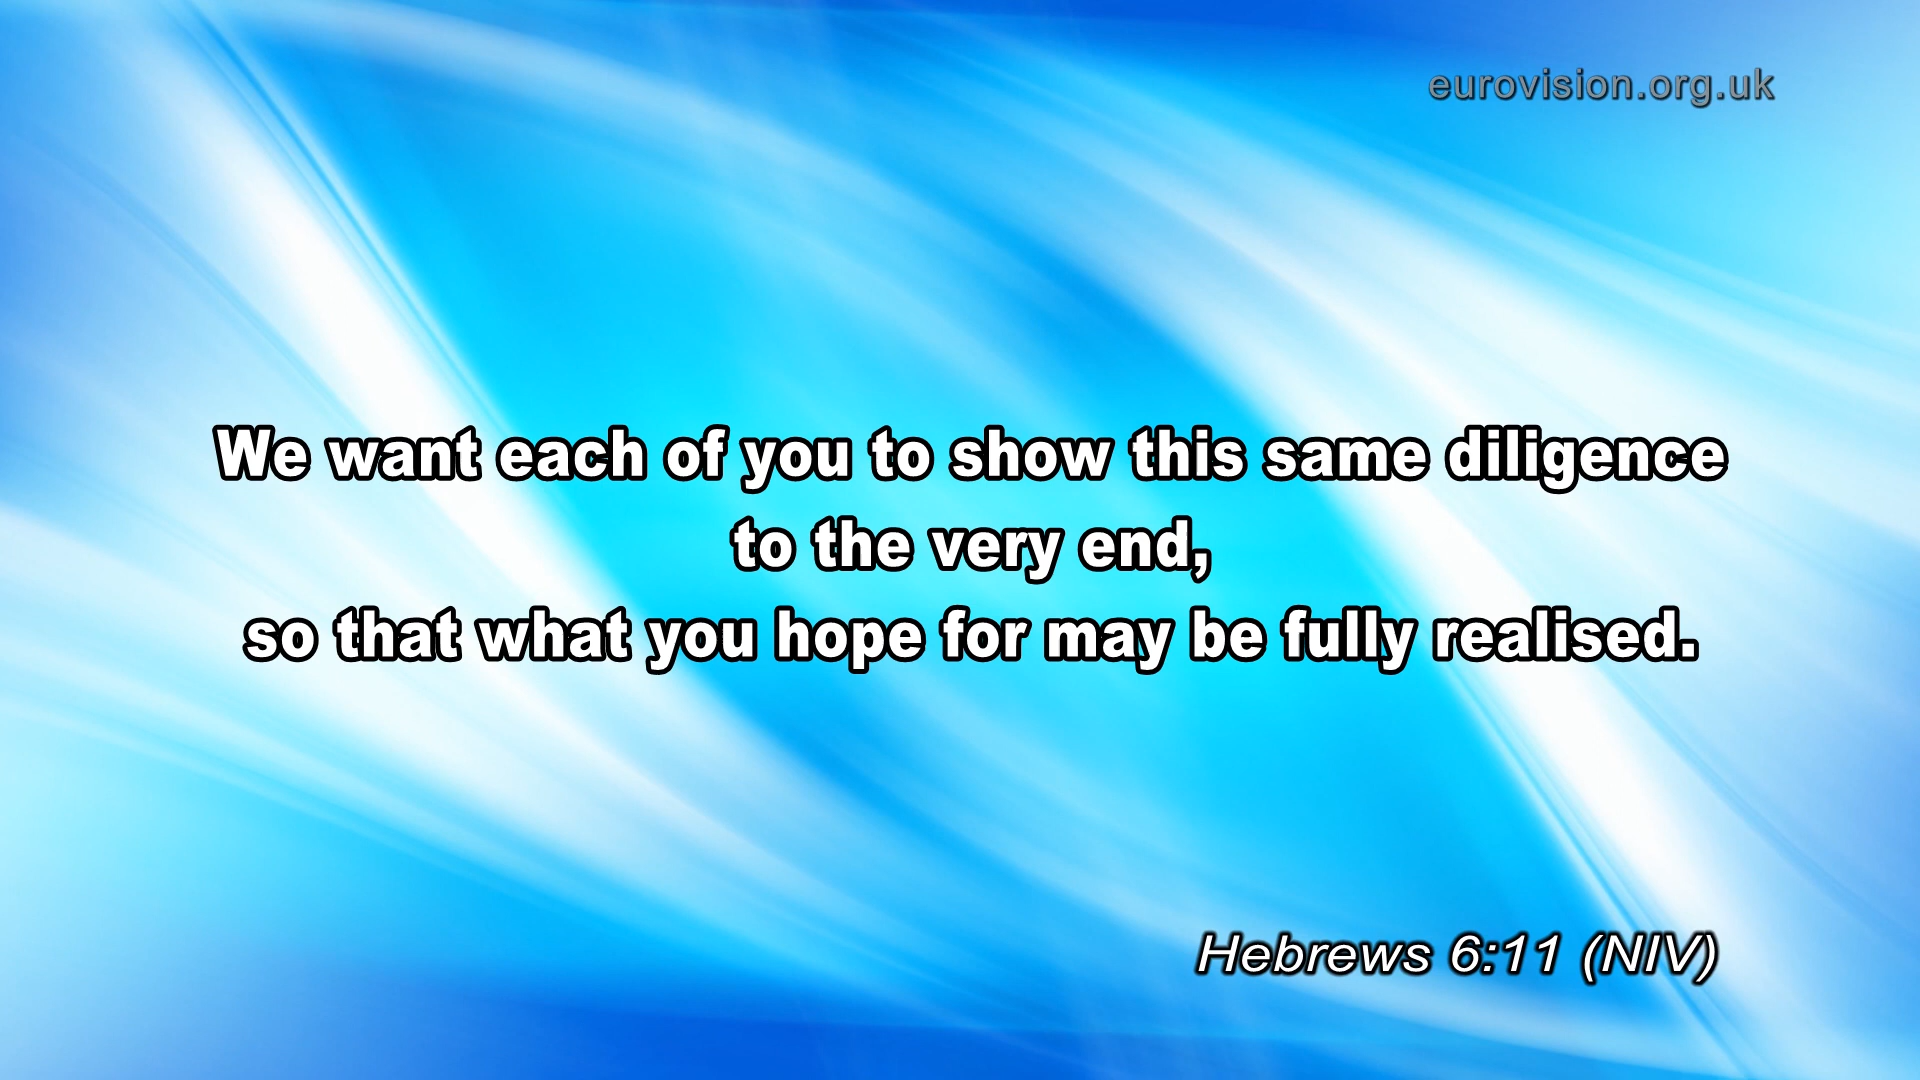 eurovision.org.uk
We want each of you to show this same diligence
to the very end,
so that what you hope for may be fully realised.
Hebrews 6:11 (NIV)